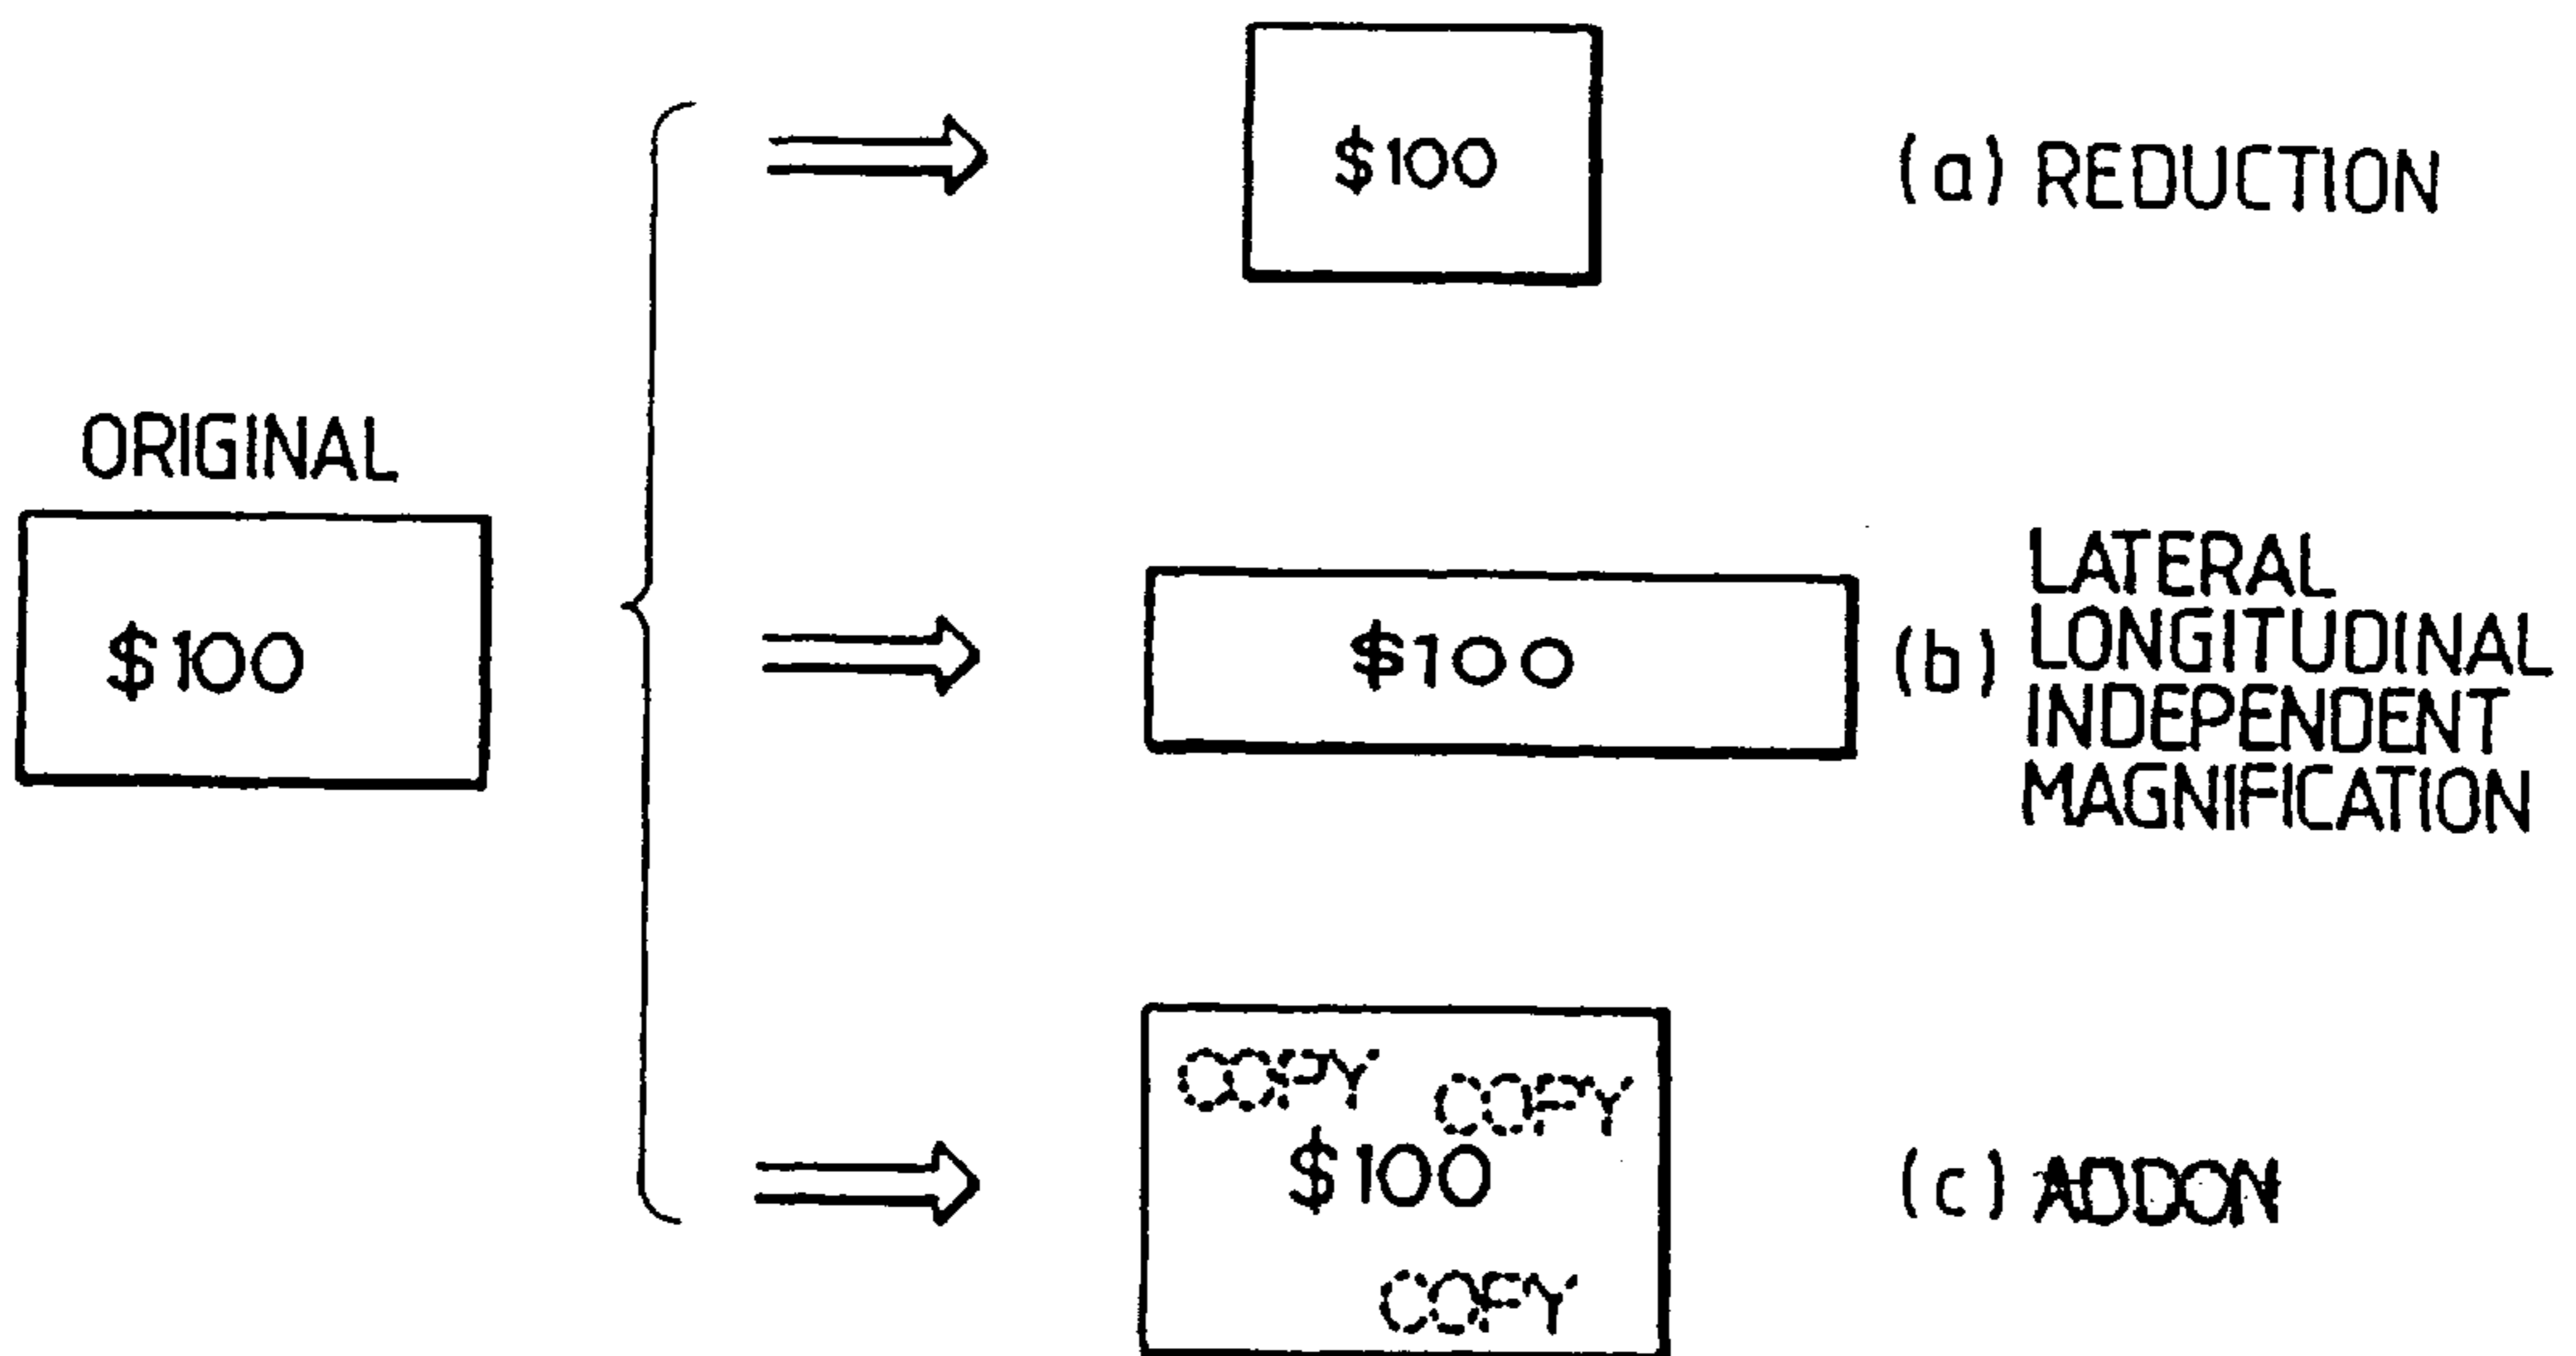 ORIGINAL
$100
$100
(a) REDUCTION
$100
(b) LATERAL
LONGITUDINAL
INDEPENDENT
MAGNIFICATION
COPY
COPY
$100
COPY
(c) ADDON